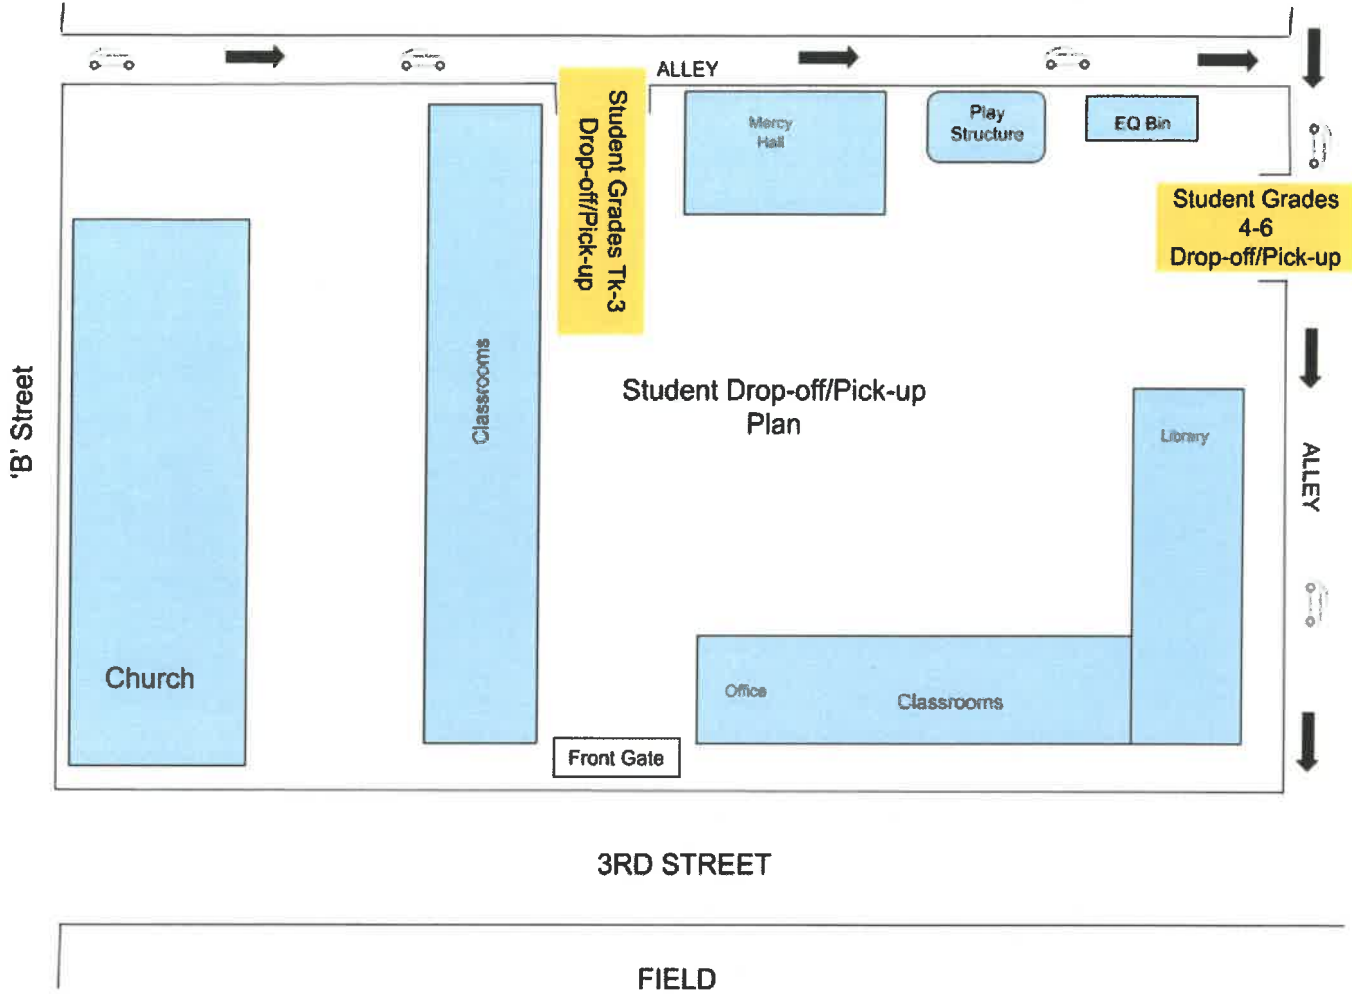 ALLEY
Student Grades Tk-3
Drop-off/Pick-up
Mercy
Hall
Play
Structure
EQ Bin
Student Grades
4-6
Drop-off/Pick-up
'B' Street
Classrooms
Student Drop-off/Pick-up
Plan
Library
ALLEY
Church
Office
Classrooms
Front Gate
3RD STREET
FIELD